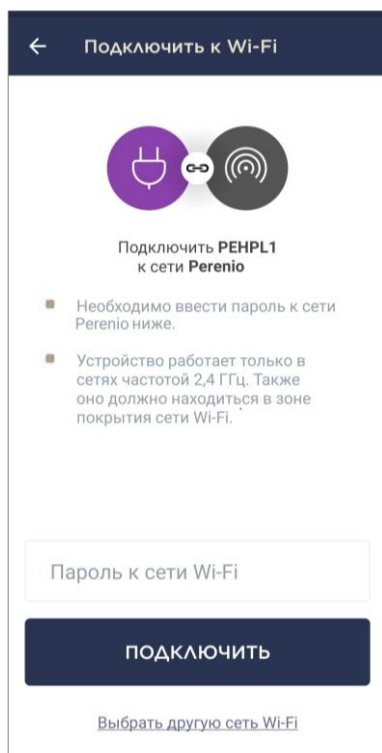 Подключить к Wi-Fi
Подключить PEHPL1
к сети Perenio
Необходимо ввести пароль к сети
Perenio ниже.
Устройство работает только в
сетях частотой 2,4 ГГц. Также
оно должно находиться в зоне
покрытия сети Wi-Fi.
Пароль к сети Wi-Fi
ПОДКЛЮЧИТЬ
Выбрать другую сеть Wi-Fi